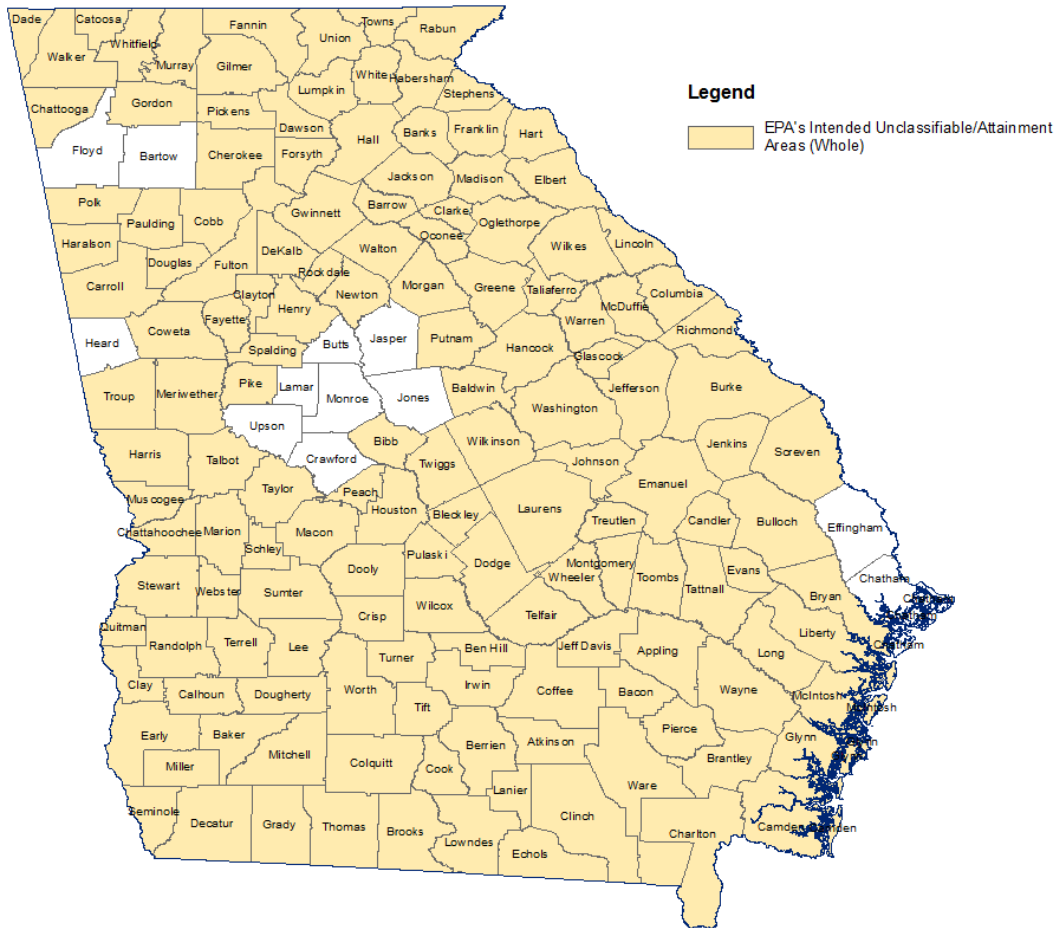 Dade
Catoosa
Fannin
Towns
Rabun
Union
Whitfield
Walker
Murray
Gilmer
White
Habersham
Lumpkin
Stephens
Chattooga
Gordon
Pickens
Dawson
Hall
Banks
Franklin
Hart
Floyd
Bartow
Cherokee
Forsyth
Jackson
Madison
Elbert
Polk
Paulding
Cobb
Gwinnett
Barrow
Clarke
Oglethorpe
Oconee
Haralson
Douglas
Fulton
DeKalb
Walton
Wilkes
Lincoln
Rockdale
Carroll
Clayton
Newton
Morgan
Greene
Taliaferro
Columbia
McDuffie
Henry
Fayette
Coweta
Warren
Richmond
Heard
Spalding
Butts
Jasper
Putnam
Hancock
Glascock
Troup
Meriwether
Pike
Lamar
Monroe
Jones
Baldwin
Jefferson
Burke
Upson
Washington
Harris
Talbot
Crawford
Bibb
Wilkinson
Jenkins
Screven
Twiggs
Johnson
Taylor
Peach
Emanuel
Muscogee
Houston
Laurens
Chattahoochee
Marion
Macon
Bleckley
Treutlen
Candler
Bulloch
Effingham
Schley
Dooly
Pulaski
Dodge
Montgomery
Wheeler
Toombs
Evans
Tattnall
Chatham
Stewart
Webster
Sumter
Bryan
Crisp
Wilcox
Telfair
Chatham
Chatham
Quitman
Randolph
Terrell
Lee
Liberty
Chatham
Turner
Ben Hill
Jeff Davis
Appling
Long
Clay
Calhoun
Dougherty
Worth
Irwin
Coffee
Bacon
Wayne
McIntosh
McIntosh
Tift
Early
Baker
Mitchell
Berrien
Atkinson
Pierce
Glynn
Miller
Colquitt
Cook
Brantley
Lanier
Ware
Seminole
Decatur
Grady
Thomas
Brooks
Clinch
Charlton
Camden
Camden
Lowndes
Echols
Legend
EPA's Intended Unclassifiable/Attainment
Areas (Whole)